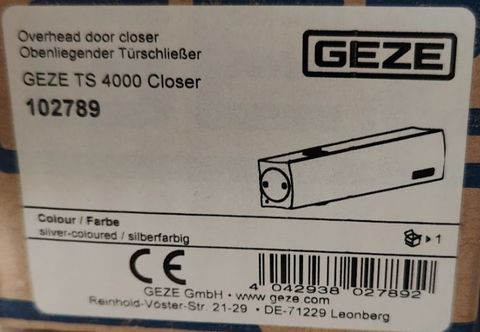 Overhead door closer
Obenliegender Türschließer
GEZE
GEZE TS 4000 Closer
102789
Colour / Farbe
silver-coloured / silberfarbig
1
CE
4 042938 027892
GEZE GmbH • www.geze.com
Reinhold-Vöster-Str. 21-29 • DE-71229 Leonberg